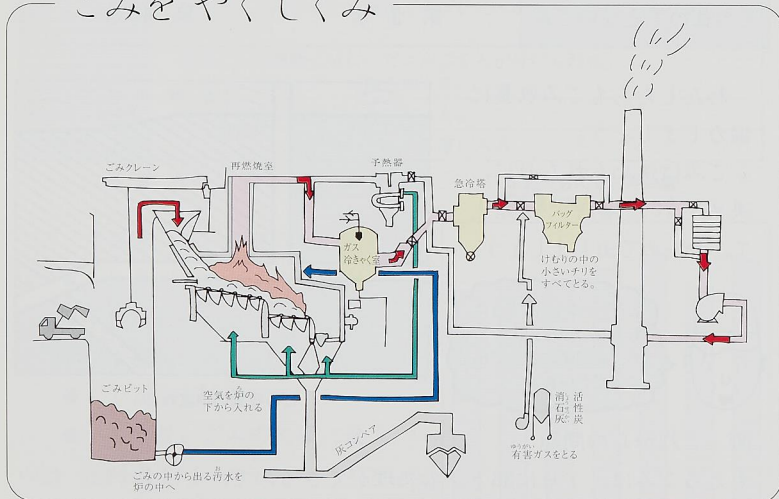 ごみをやくしくみ
ごみクレーン
再燃焼室
予熱器
急冷塔
バッグ
フィルター
ガス
冷きゃく室
けむりの中の
小さいチリを
すべてとる。
ごみピット
空気を炉の
下から入れる
灰コンベア
消石灰
活性炭
ゆうがい
有害ガスをとる
ごみの中から出る汚水を
炉の中へ